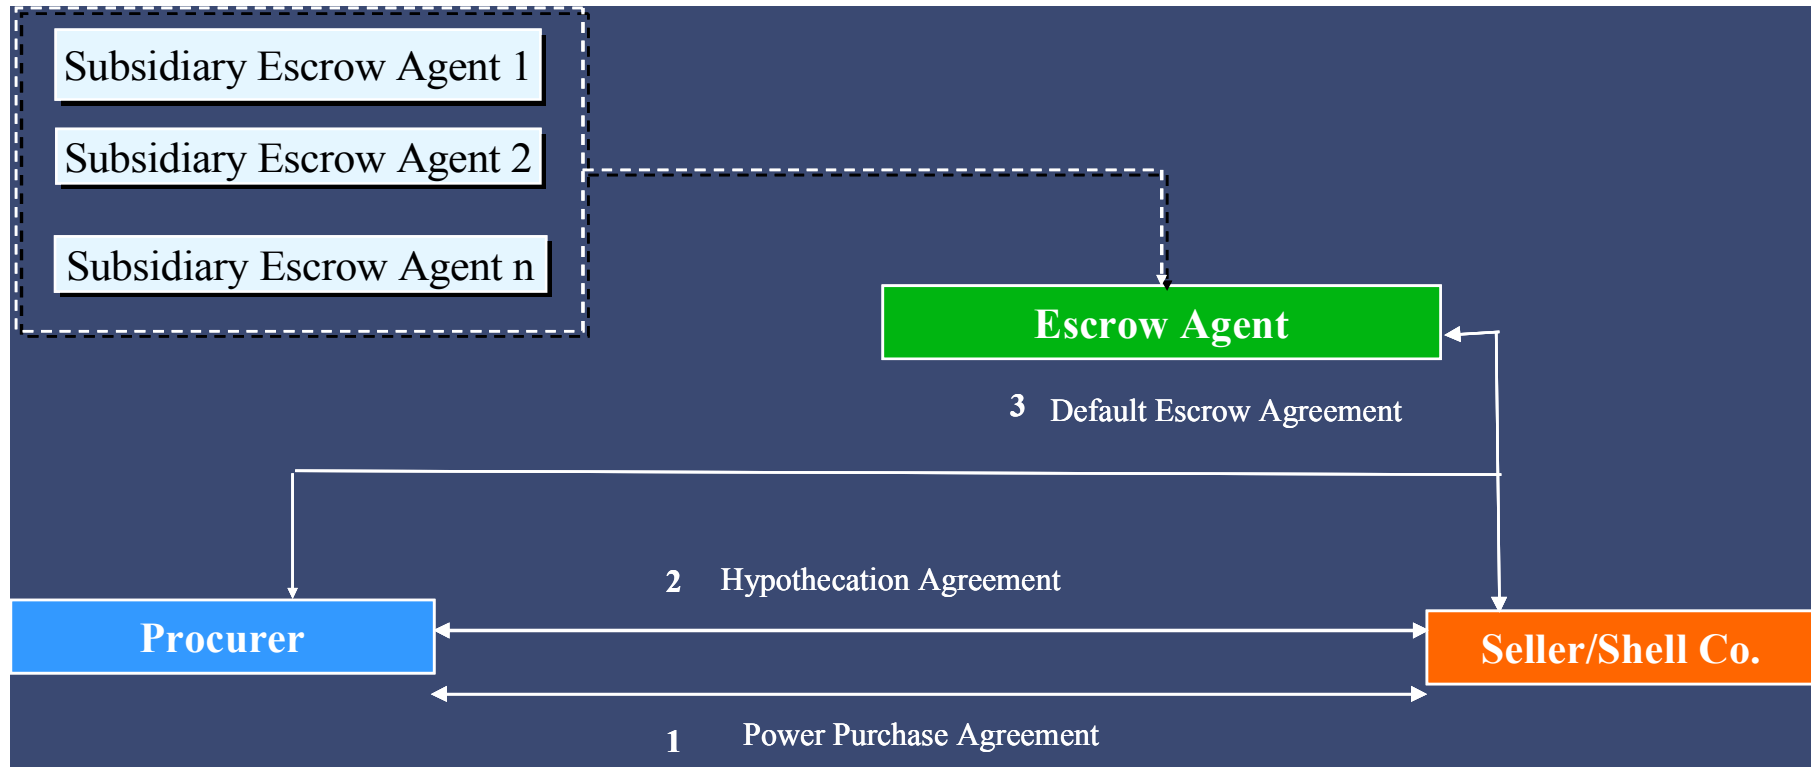 Subsidiary Escrow Agent 1
Subsidiary Escrow Agent 2
Subsidiary Escrow Agent n
Escrow Agent
3 Default Escrow Agreement
2 Hypothecation Agreement
Procurer
Seller/Shell Co.
1 Power Purchase Agreement